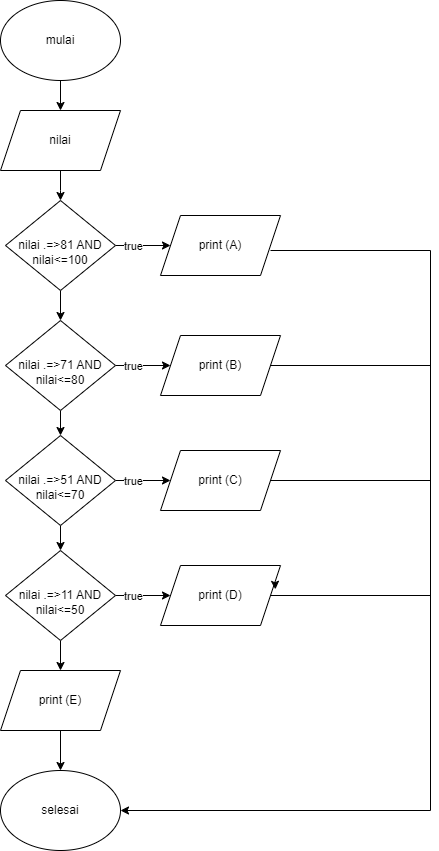 mulai
nilai
nilai .=>81 AND
nilai<=100
true
print (A)
nilai .=>71 AND
nilai<=80
true
print (B)
nilai .=>51 AND
nilai<=70
true
print (C)
nilai .=>11 AND
nilai<=50
true
print (D)
print (E)
selesai